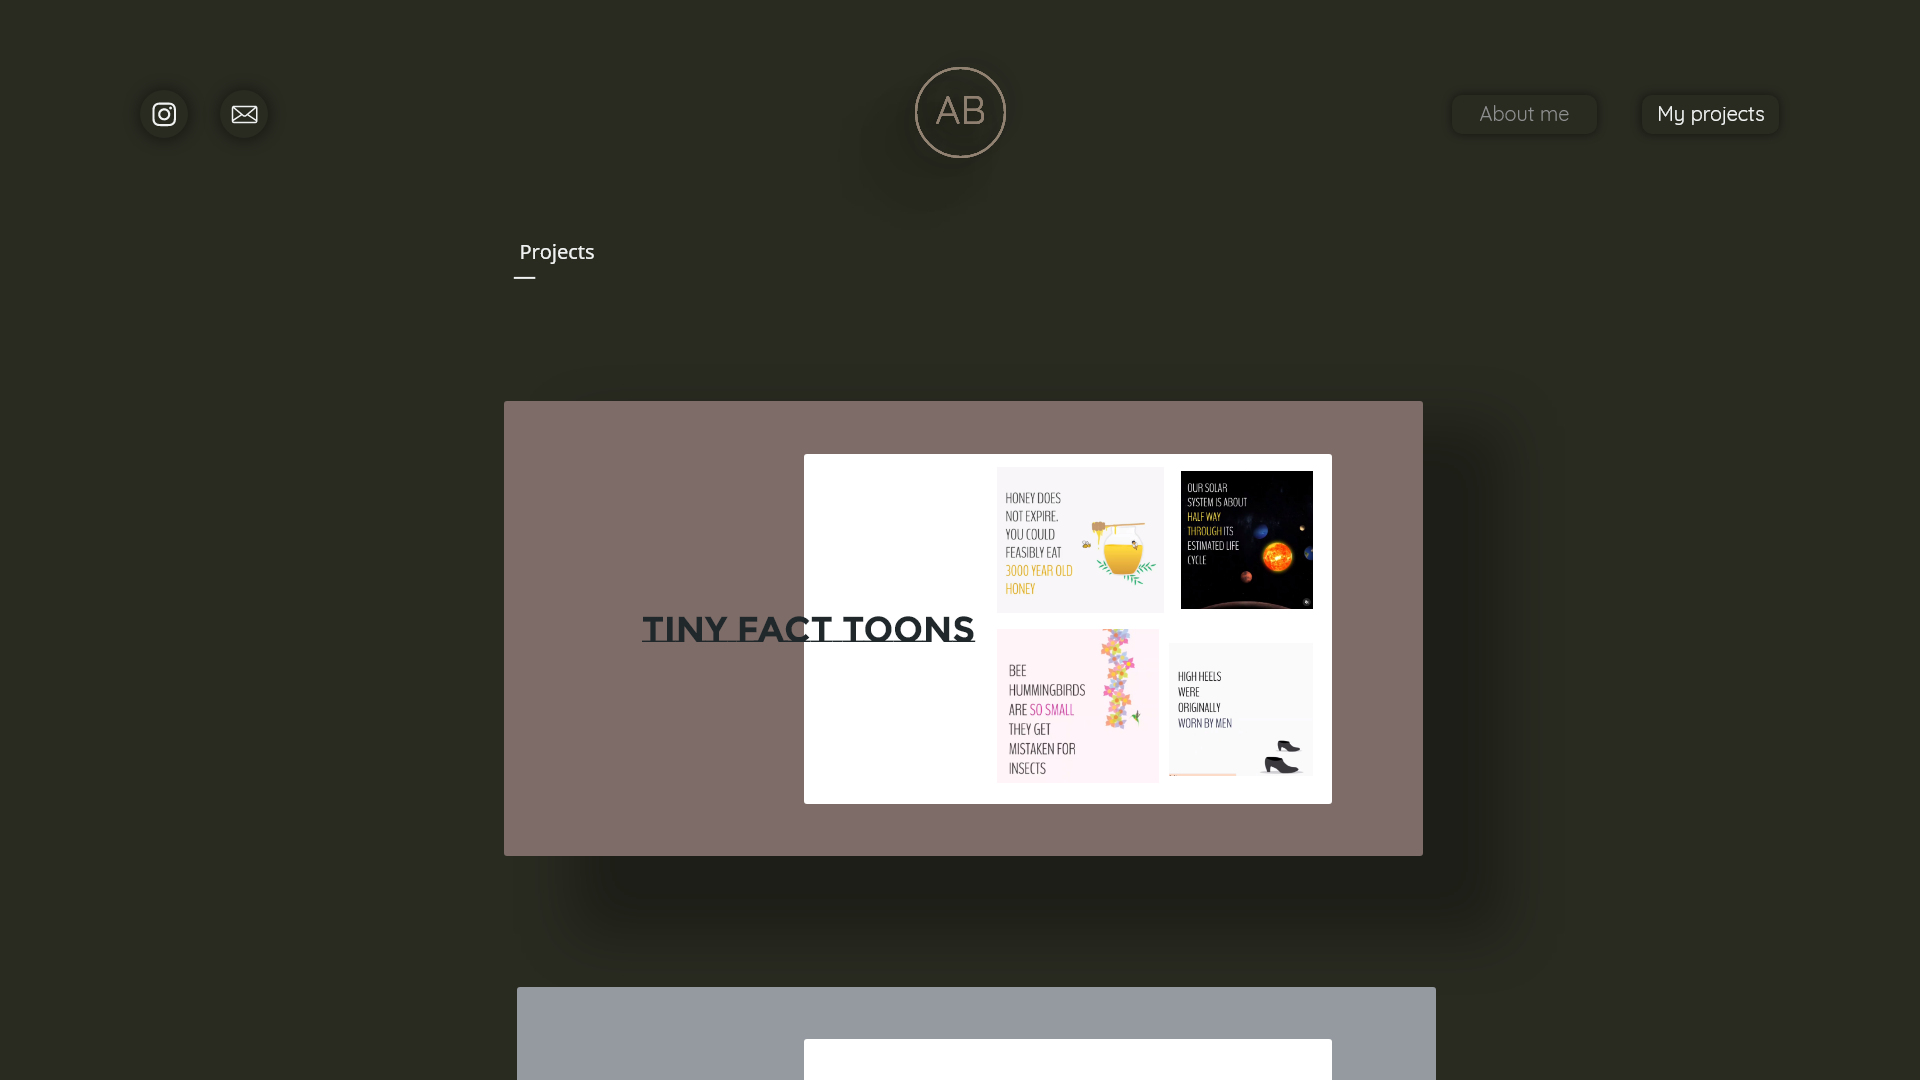 AB
About me
My projects
Projects
TINY FACT TOONS
HONEY DOES
NOT EXPIRE.
YOU COULD
FEASIBLY EAT
3000 YEAR OLD
HONEY
OUR SOLAR
SYSTEM IS ABOUT
HALF WAY
THROUGH ITS
ESTIMATED LIFE
CYCLE
BEE
HUMMINGBIRDS
ARE SO SMALL
THEY GET
MISTAKEN FOR
INSECTS
HIGH HEELS
WERE
ORIGINALLY
WORN BY MEN